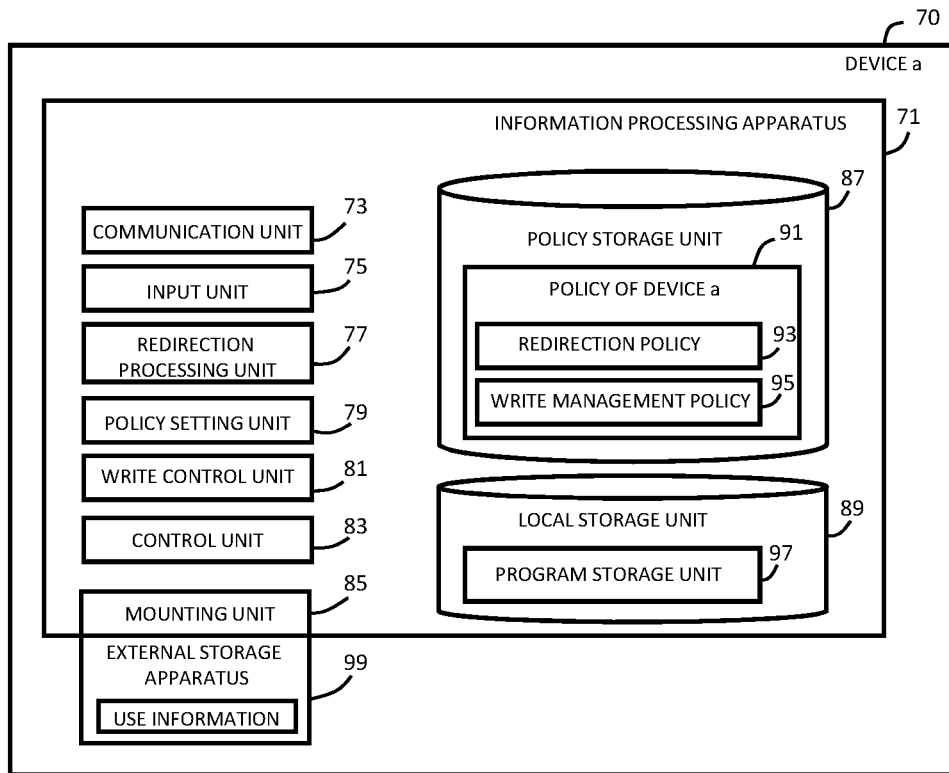 70
DEVICE a
INFORMATION PROCESSING APPARATUS
71
87
73
COMMUNICATION UNIT
POLICY STORAGE UNIT
91
75
INPUT UNIT
POLICY OF DEVICE a
77
REDIRECTION
PROCESSING UNIT
REDIRECTION POLICY
93
95
WRITE MANAGEMENT POLICY
POLICY SETTING UNIT
79
WRITE CONTROL UNIT
81
LOCAL STORAGE UNIT
89
CONTROL UNIT
83
97
PROGRAM STORAGE UNIT
85
MOUNTING UNIT
EXTERNAL STORAGE
APPARATUS
99
USE INFORMATION